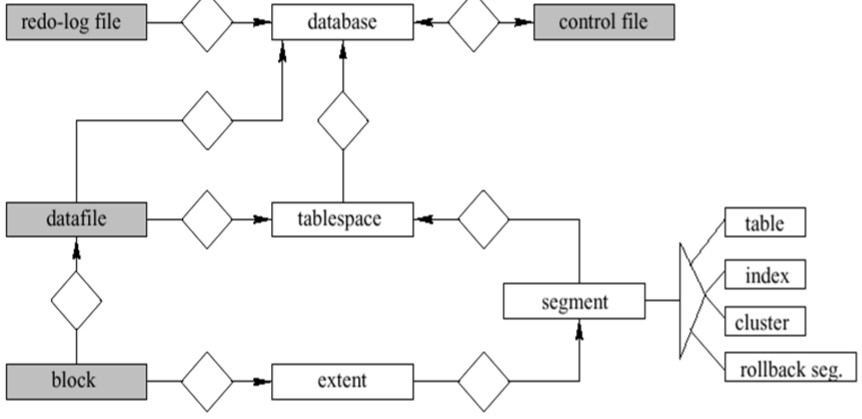 redo-log file
database
control file
datafile
tablespace
table
index
segment
cluster
block
extent
rollback seg.